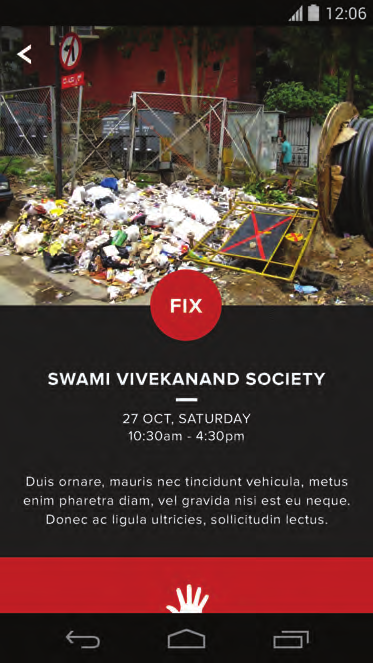 12:06
FIX
SWAMI VIVEKANAND SOCIETY
27 OCT, SATURDAY
10:30am - 4:30pm
Duis ornare, mauris nec tincidunt vehicula, metus
enim pharetra diam, vel gravida nisi est eu neque.
Donec ac ligula ultricies, sollicitudin lectus.